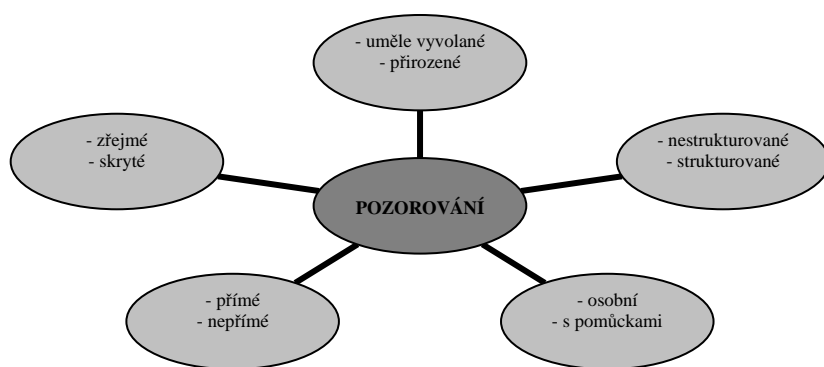 - uměle vyvolané
- přirozené
- zřejmé
- skryté
- nestrukturované
- strukturované
POZOROVÁNÍ
- přímé
- nepřímé
- osobní
- s pomůckami